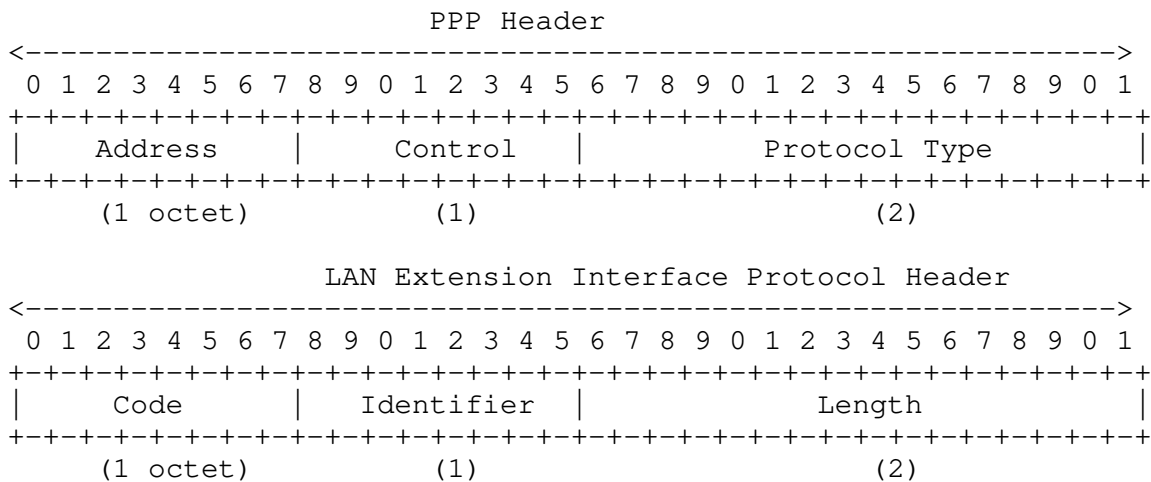 PPP Header
<-------------------------------------------------------------->
 0 1 2 3 4 5 6 7 8 9 0 1 2 3 4 5 6 7 8 9 0 1 2 3 4 5 6 7 8 9 0 1
+-+-+-+-+-+-+-+-+-+-+-+-+-+-+-+-+-+-+-+-+-+-+-+-+-+-+-+-+-+-+-+-+
|    Address    |     Control   |          Protocol Type        |
+-+-+-+-+-+-+-+-+-+-+-+-+-+-+-+-+-+-+-+-+-+-+-+-+-+-+-+-+-+-+-+-+
     (1 octet)          (1)                      (2)
                  LAN Extension Interface Protocol Header
<-------------------------------------------------------------->
 0 1 2 3 4 5 6 7 8 9 0 1 2 3 4 5 6 7 8 9 0 1 2 3 4 5 6 7 8 9 0 1
+-+-+-+-+-+-+-+-+-+-+-+-+-+-+-+-+-+-+-+-+-+-+-+-+-+-+-+-+-+-+-+-+
|     Code      |   Identifier  |             Length            |
+-+-+-+-+-+-+-+-+-+-+-+-+-+-+-+-+-+-+-+-+-+-+-+-+-+-+-+-+-+-+-+-+
     (1 octet)          (1)                      (2)